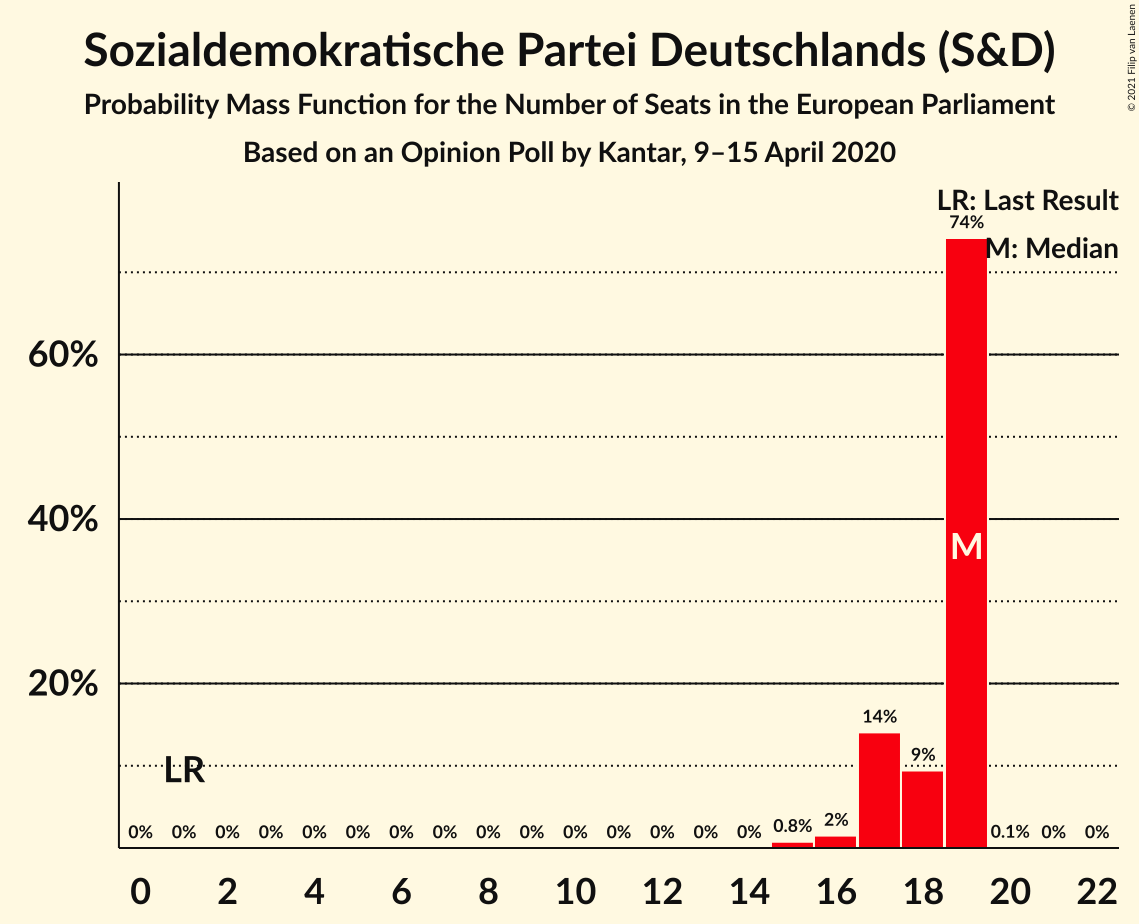 Sozialdemokratische Partei Deutschlands (S&D)
Probability Mass Function for the Number of Seats in the European Parliament
Based on an Opinion Poll by Kantar, 9–15 April 2020
© 2021 Filip van Laenen
LR: Last Result
74%
M: Median
60%
40%
M
20%
14%
9%
LR
0% 0% 0% 0% 0% 0% 0% 0% 0% 0% 0% 0% 0% 0% 0% 0.8% 2% 0.1% 0% 0%
0 2 4 6 8 10 12 14 16 18 20 22